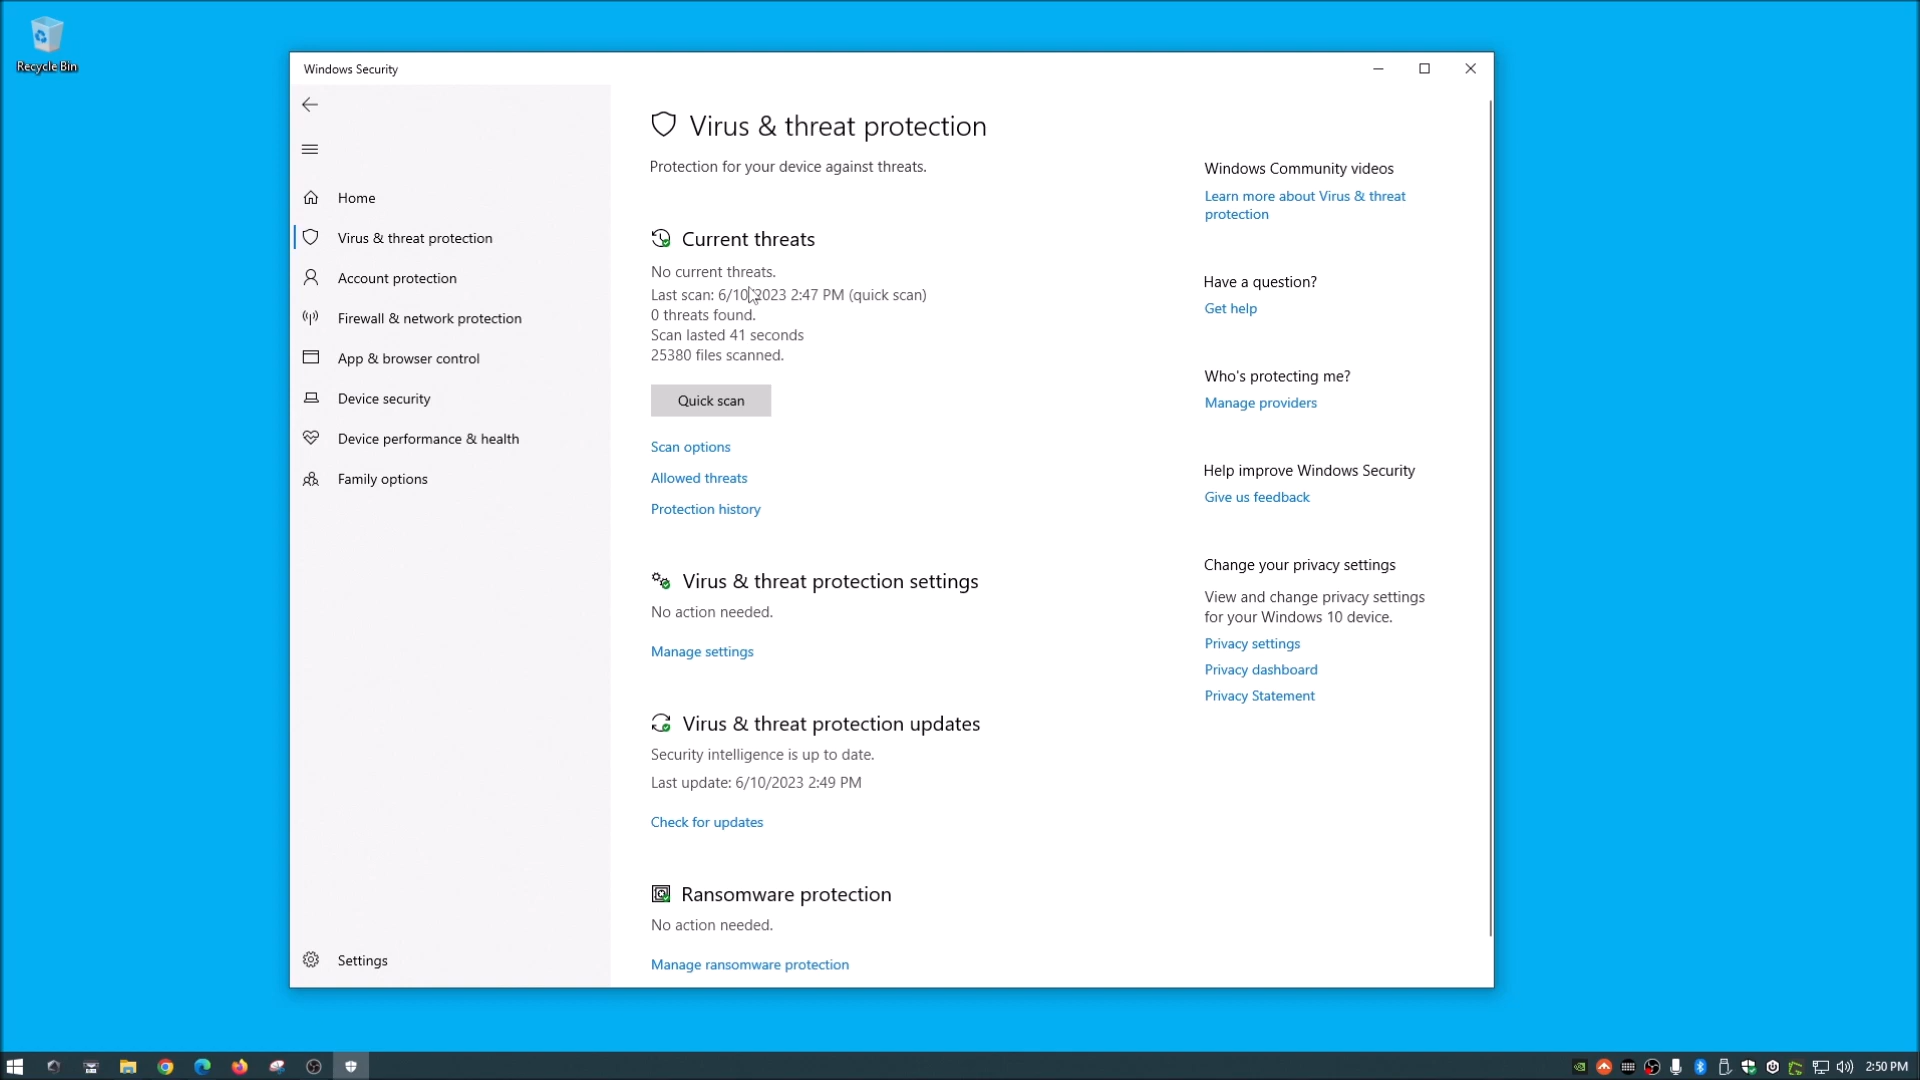 Recycle Bin
Windows Security
Home
Virus & threat protection
Account protection
Firewall & network protection
App & browser control
Device security
Device performance & health
Family options
Settings
Virus & threat protection
Protection for your device against threats.
Current threats
No current threats.
Last scan: 6/10/2023 2:47 PM (quick scan)
0 threats found.
Scan lasted 41 seconds
25380 files scanned.
Quick scan
Scan options
Allowed threats
Protection history
Virus & threat protection settings
No action needed.
Manage settings
Virus & threat protection updates
Security intelligence is up to date.
Last update: 6/10/2023 2:49 PM
Check for updates
Ransomware protection
No action needed.
Manage ransomware protection
Windows Community videos
Learn more about Virus & threat
protection
Have a question?
Get help
Who's protecting me?
Manage providers
Help improve Windows Security
Give us feedback
Change your privacy settings
View and change privacy settings
for your Windows 10 device.
Privacy settings
Privacy dashboard
Privacy Statement
2:50 PM